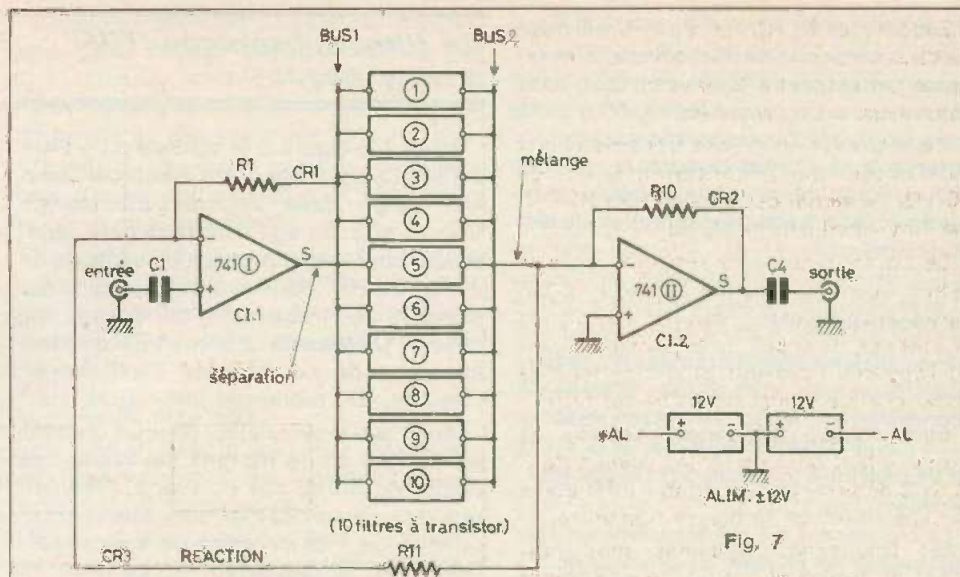 BUS1
BUS2
1
2
3
4
5
6
7
8
9
10
R1
CR1
entrée
C1
-
+
741 I
S
CI.1
séparation
mélange
R10
CR2
-
+
741 II
S
CI.2
C4
sortie
(10 filtres à transistor)
CR3
REACTION
R11
12V
12V
+AL
+
-
+
-
-AL
ALIM. ±12V
Fig. 7